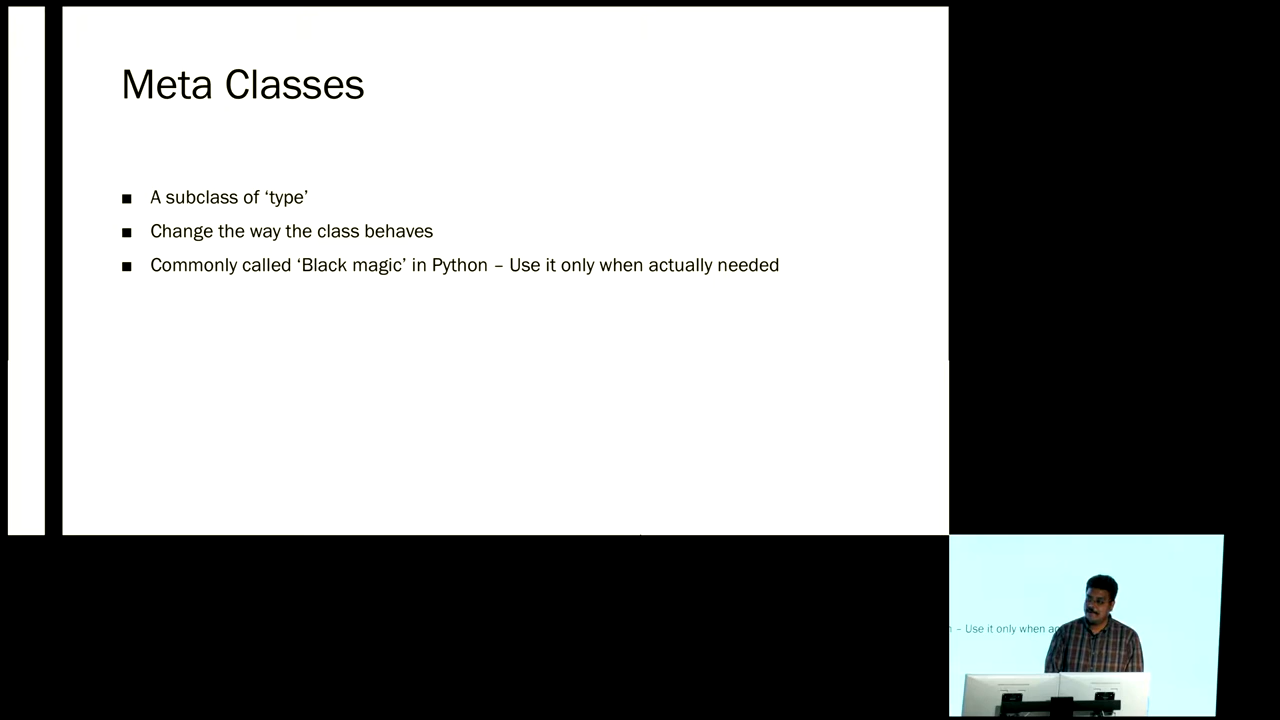 Meta Classes
A subclass of ‘type’
Change the way the class behaves
Commonly called ‘Black magic’ in Python – Use it only when actually needed
– Use it only when